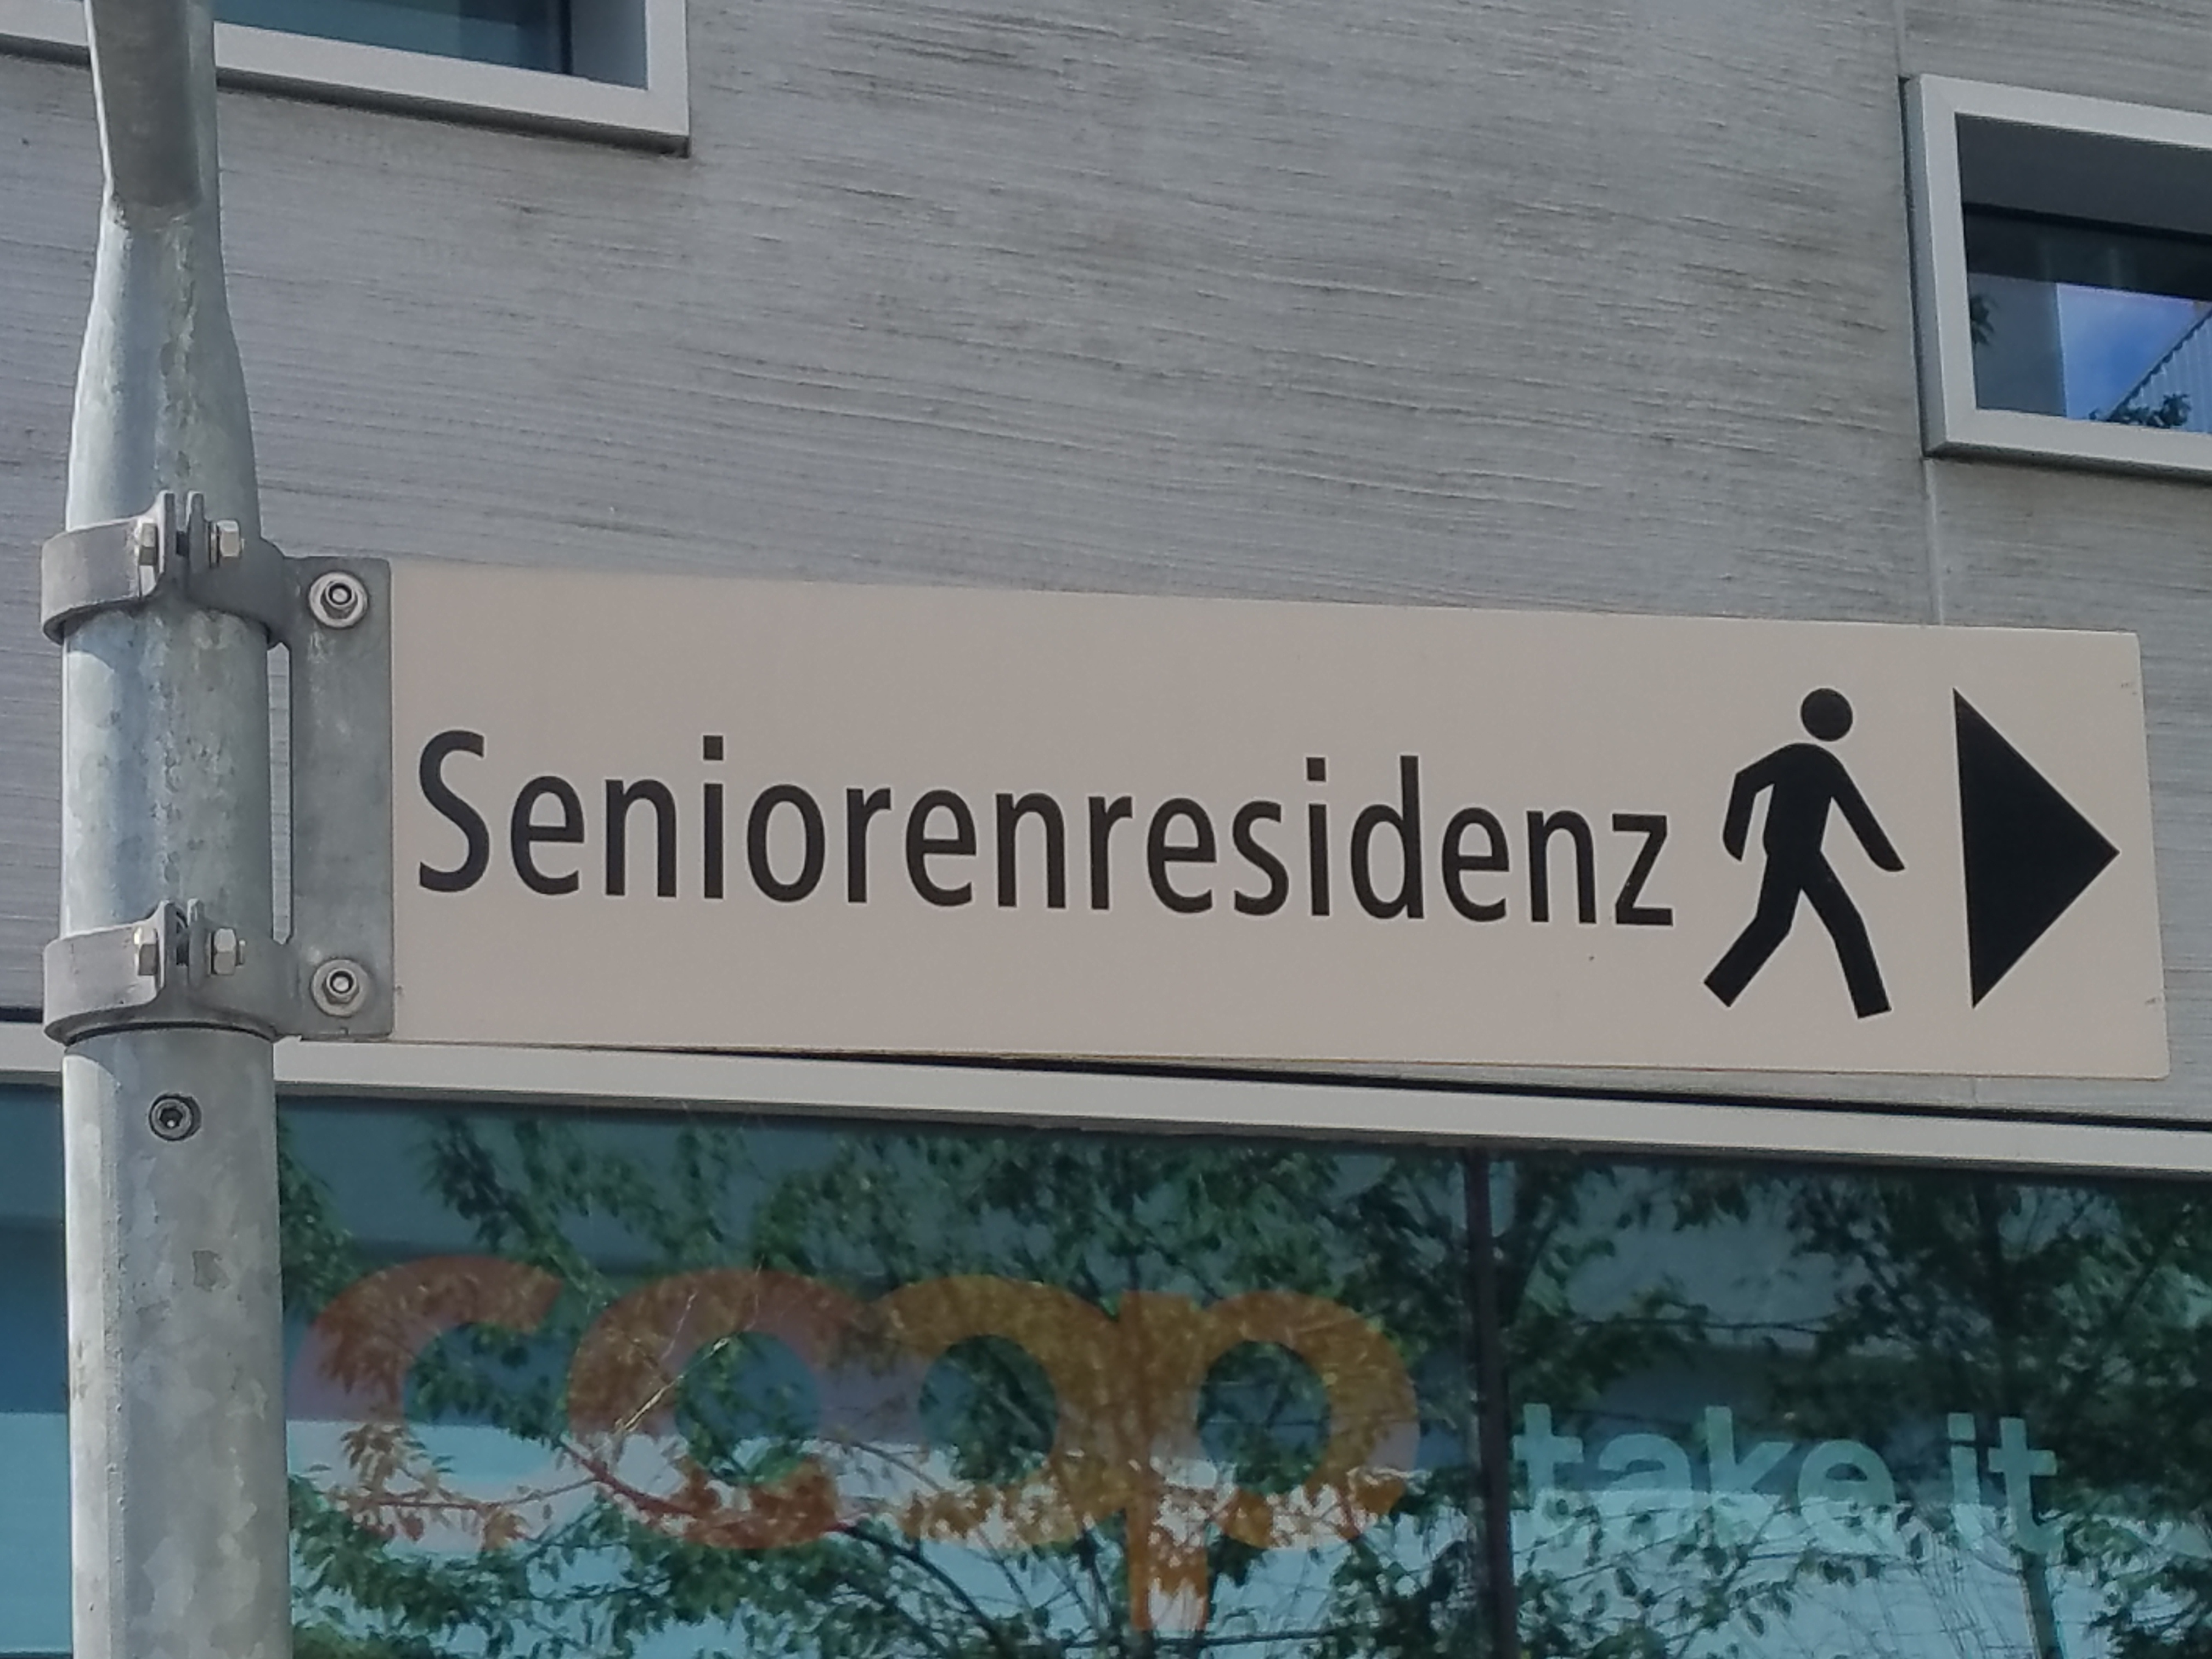 Seniorenresidenz
coop take it